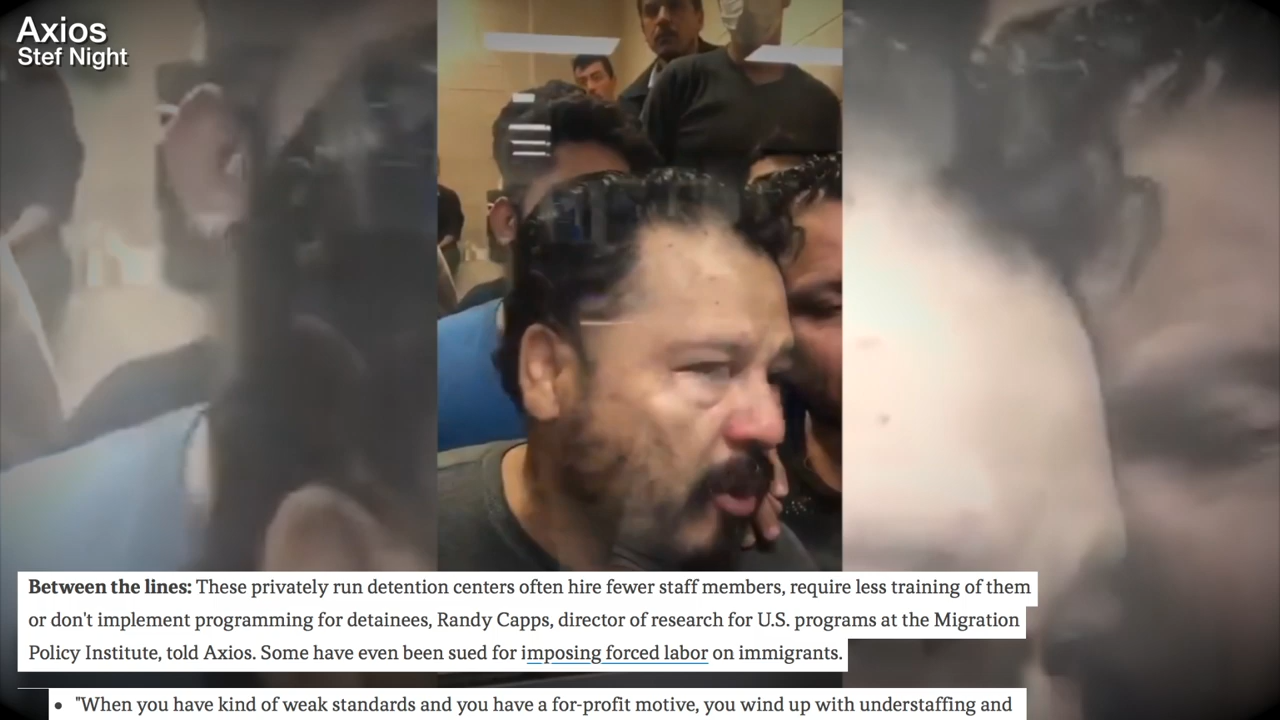 Axios
Stef Night
Between the lines: These privately run detention centers often hire fewer staff members, require less training of them
or don't implement programming for detainees, Randy Capps, director of research for U.S. programs at the Migration
Policy Institute, told Axios. Some have even been sued for imposing forced labor on immigrants.
• "When you have kind of weak standards and you have a for-profit motive, you wind up with understaffing and